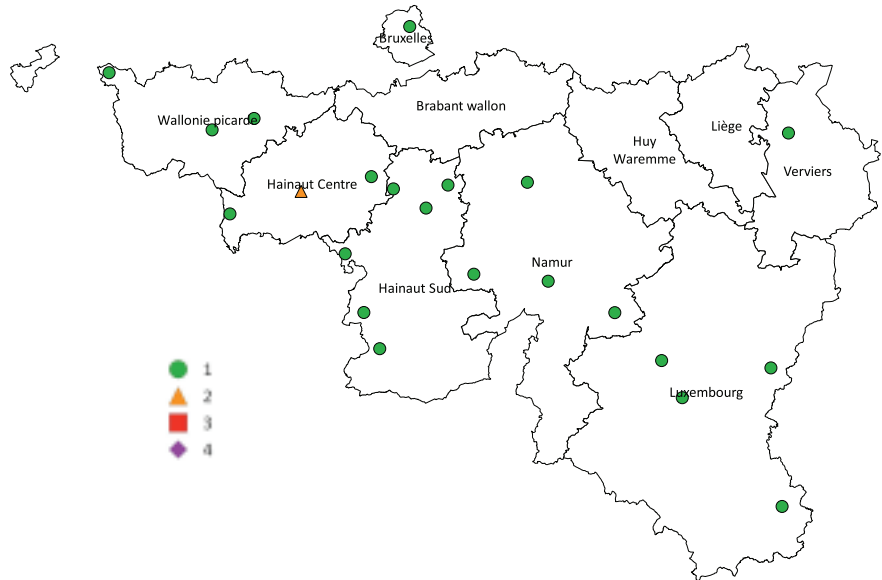 Bruxelles
Brabant wallon
Wallonie picarde
Liège
Huy
Waremme
Verviers
Hainaut Centre
Namur
Hainaut Sud
Luxembourg
1
2
3
4